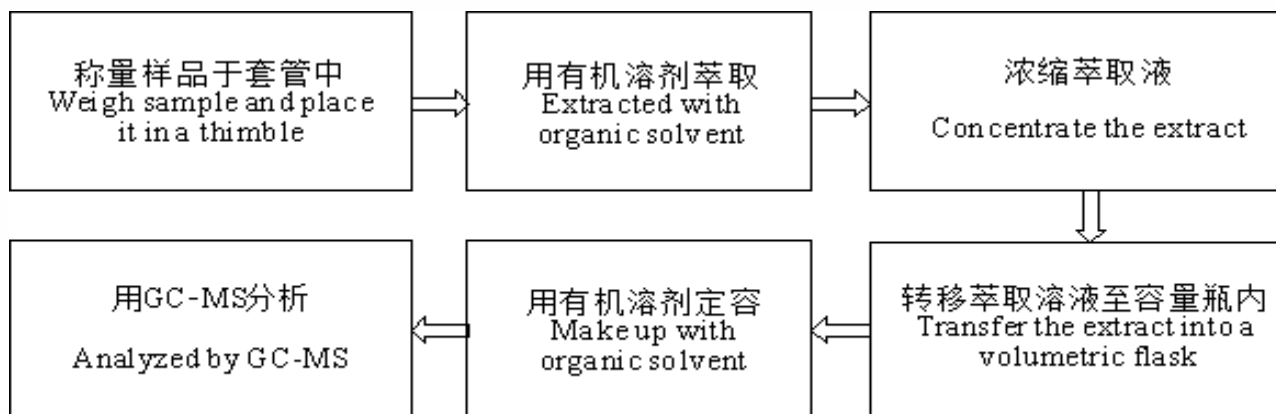 称量样品于套管中
Weigh sample and place
it in a thimble
用有机溶剂萃取
Extracted with
organic solvent
浓缩萃取液
Concentrate the extract
转移萃取溶液至容量瓶内
Transfer the extract into a
volumetric flask
用有机溶剂定容
Make up with
organic solvent
用GC-MS分析
Analyzed by GC-MS